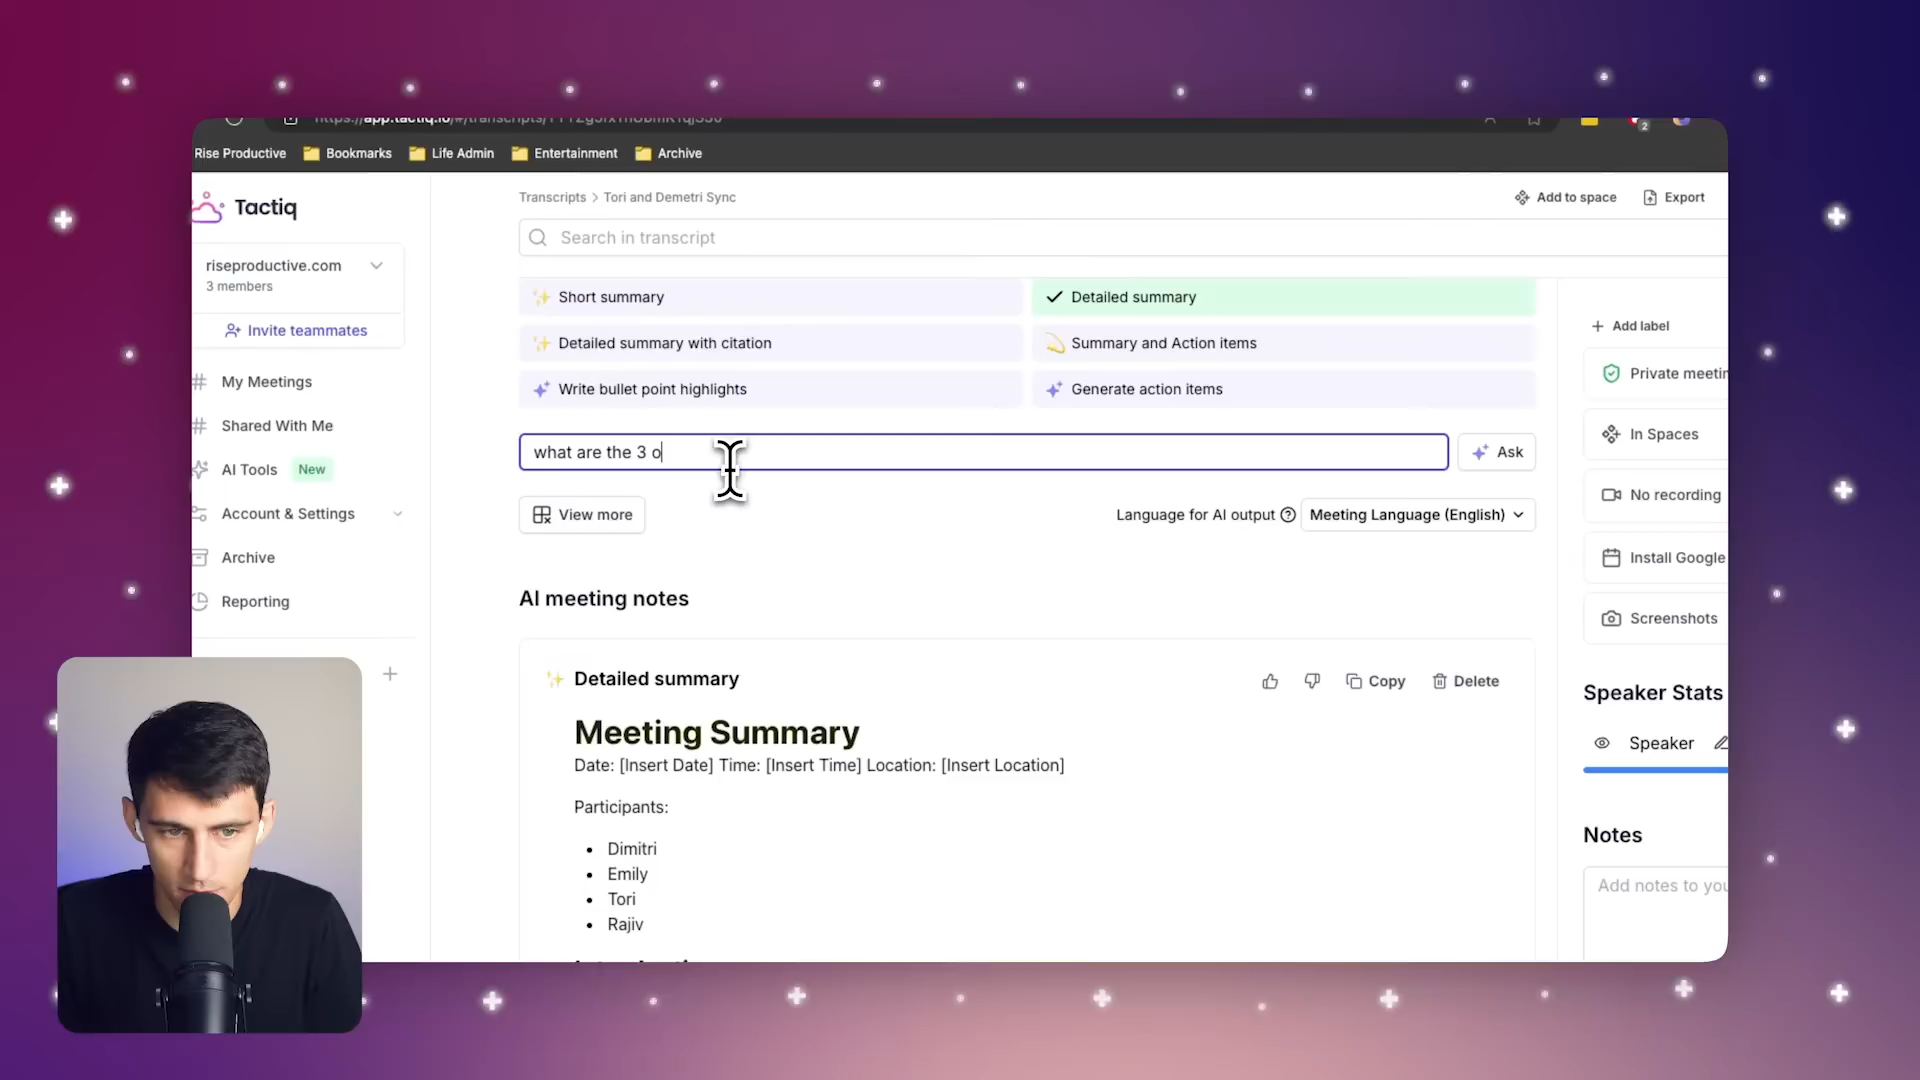 2
Rise Productive
Bookmarks
Life Admin
Entertainment
Archive
Tactiq
riseproductive.com
3 members
Invite teammates
My Meetings
Shared With Me
AI Tools New
Account & Settings
Archive
Reporting
Transcripts > Tori and Demetri Sync
Add to space
Export
Search in transcript
Short summary
Detailed summary
Detailed summary with citation
Summary and Action items
Write bullet point highlights
Generate action items
what are the 3 o
Ask
View more
Language for AI output
Meeting Language (English)
AI meeting notes
Detailed summary
Copy
Delete
Meeting Summary
Date: [Insert Date] Time: [Insert Time] Location: [Insert Location]
Participants:
• Dimitri
• Emily
• Tori
• Rajiv
+ Add label
Private meetin
In Spaces
No recording
Install Google
Screenshots
Speaker Stats
Speaker
Notes
Add notes to you